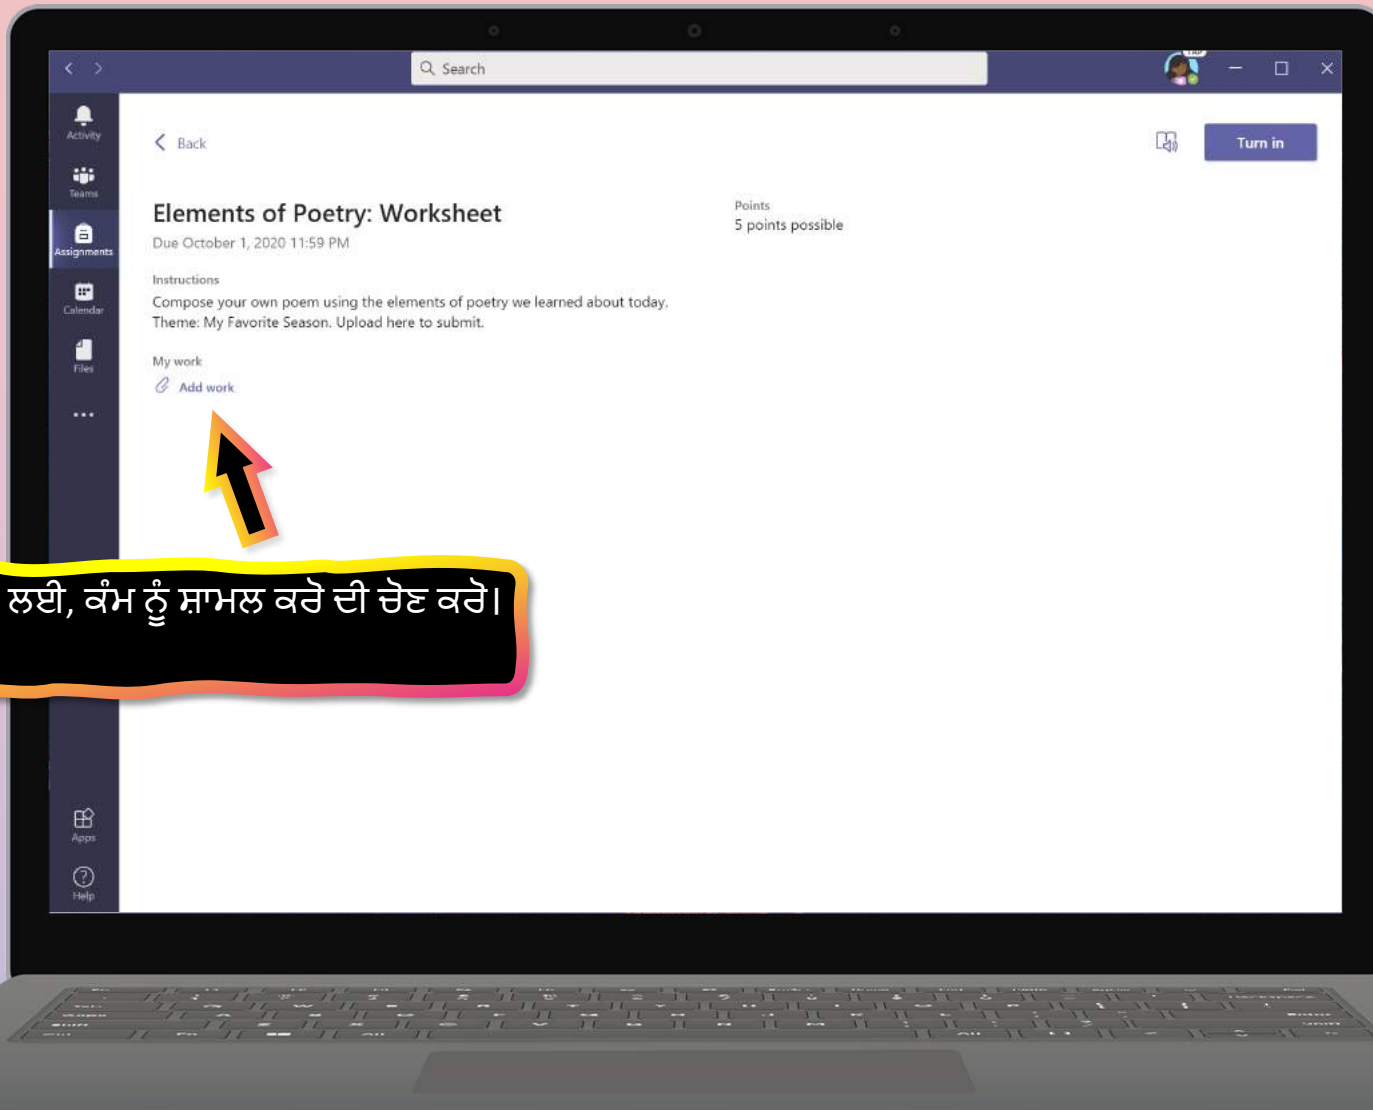 Search
Activity
Back
Turn in
Teams
Elements of Poetry: Worksheet
Points
5 points possible
Due October 1, 2020 11:59 PM
Assignments
Instructions
Compose your own poem using the elements of poetry we learned about today.
Theme: My Favorite Season. Upload here to submit.
Calendar
My work
Files
Add work
ਲਈ, ਕੰਮ ਨੂੰ ਸ਼ਾਮਲ ਕਰੋ ਦੀ ਚੋਣ ਕਰੋ।
Apps
Help